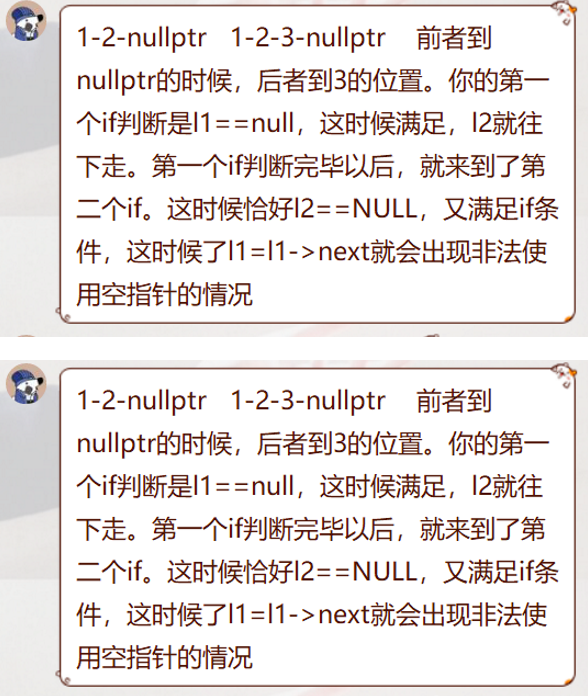 1-2-nullptr 1-2-3-nullptr 前者到
nullptr的时候，后者到3的位置。你的第一
个if判断是l1==null，这时候满足，l2就往
下走。第一个if判断完毕以后，就来到了第
二个if。这时候恰好l2==NULL，又满足if条
件，这时候了l1=l1->next就会出现非法使
用空指针的情况
1-2-nullptr 1-2-3-nullptr 前者到
nullptr的时候，后者到3的位置。你的第一
个if判断是l1==null，这时候满足，l2就往
下走。第一个if判断完毕以后，就来到了第
二个if。这时候恰好l2==NULL，又满足if条
件，这时候了l1=l1->next就会出现非法使
用空指针的情况